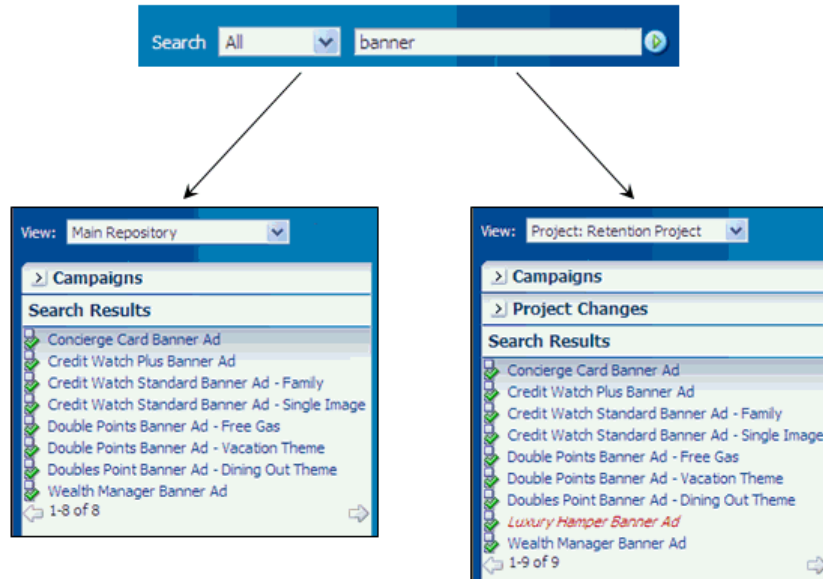 Search All banner
View: Main Repository
Campaigns
Search Results
Concierge Card Banner Ad
Credit Watch Plus Banner Ad
Credit Watch Standard Banner Ad - Family
Credit Watch Standard Banner Ad - Single Image
Double Points Banner Ad - Free Gas
Double Points Banner Ad - Vacation Theme
Doubles Point Banner Ad - Dining Out Theme
Wealth Manager Banner Ad
1-8 of 8
View: Project: Retention Project
Campaigns
Project Changes
Search Results
Concierge Card Banner Ad
Credit Watch Plus Banner Ad
Credit Watch Standard Banner Ad - Family
Credit Watch Standard Banner Ad - Single Image
Double Points Banner Ad - Free Gas
Double Points Banner Ad - Vacation Theme
Doubles Point Banner Ad - Dining Out Theme
Luxury Hamper Banner Ad
Wealth Manager Banner Ad
1-9 of 9